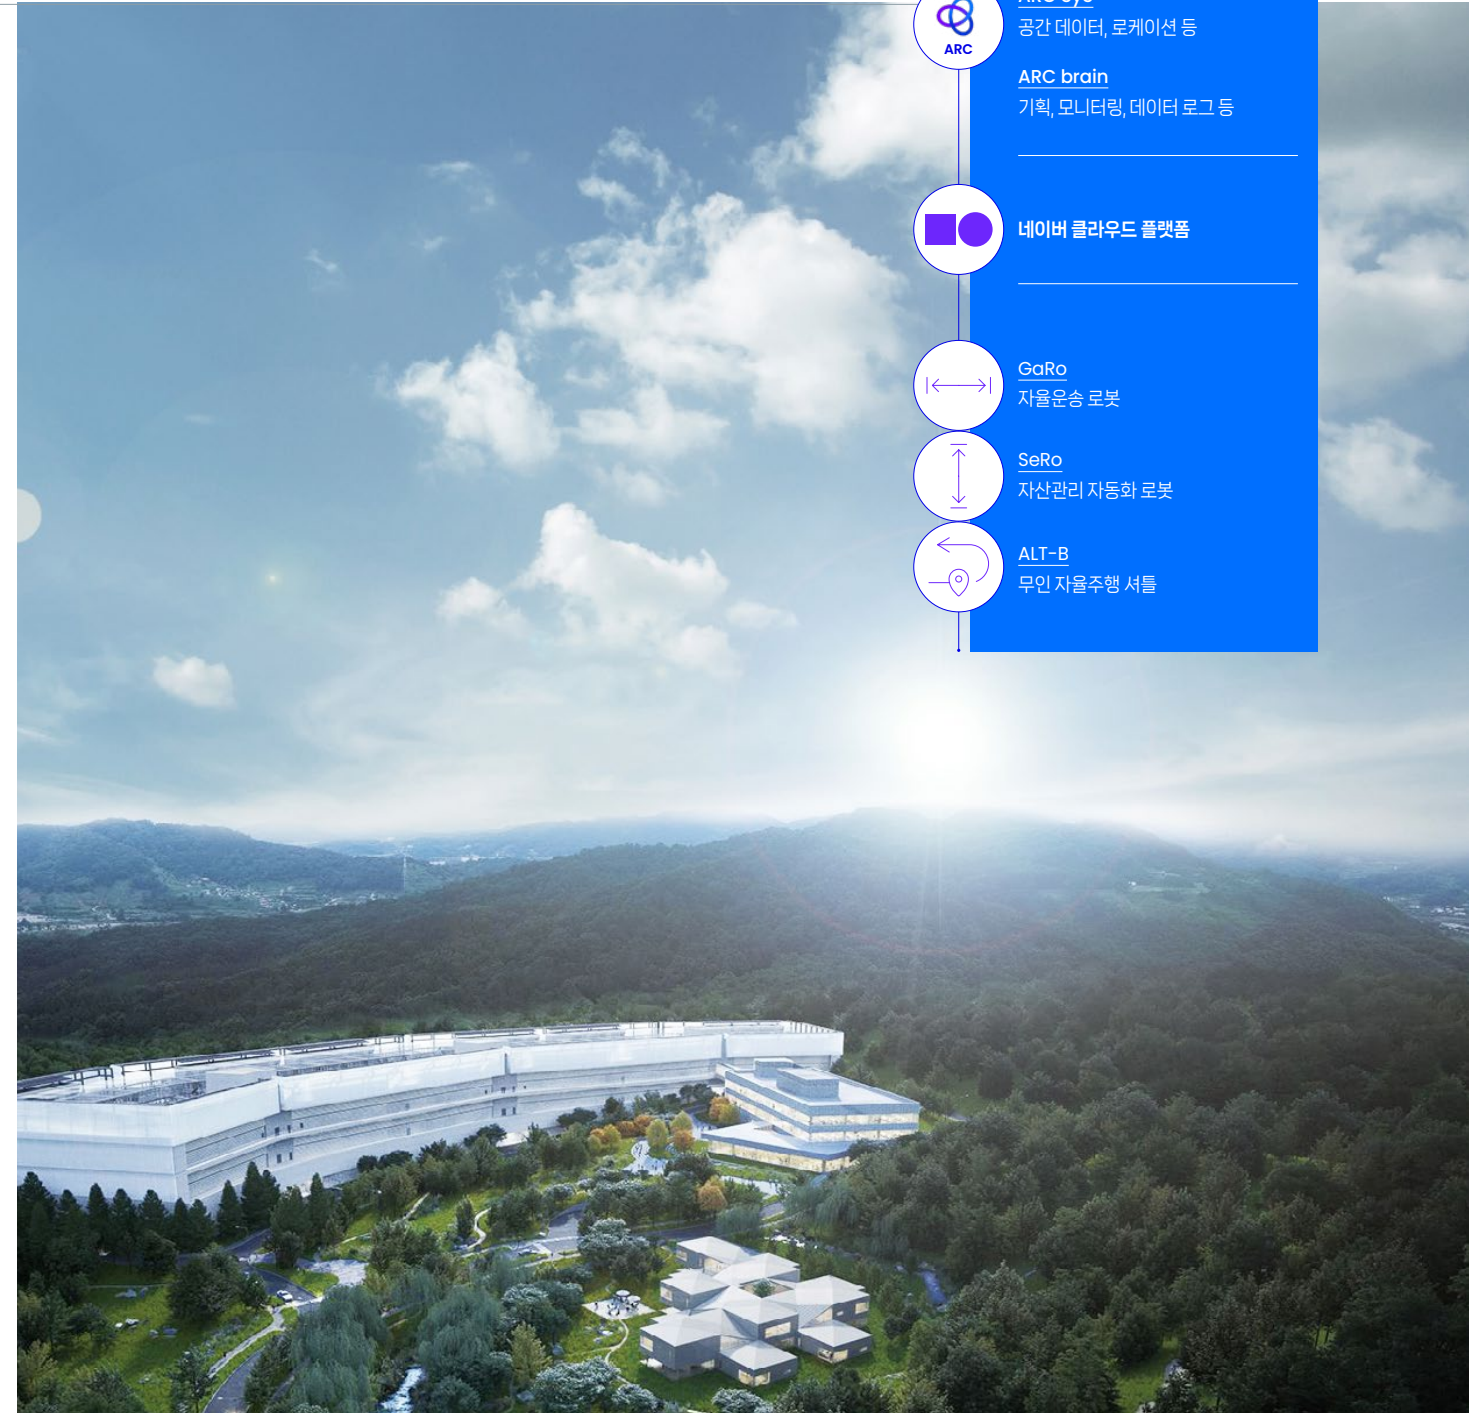 ARC eye
공간 데이터, 로케이션 등
ARC
ARC brain
기획, 모니터링, 데이터 로그 등
네이버 클라우드 플랫폼
GaRo
자율운송 로봇
SeRo
자산관리 자동화 로봇
ALT-B
무인 자율주행 셔틀